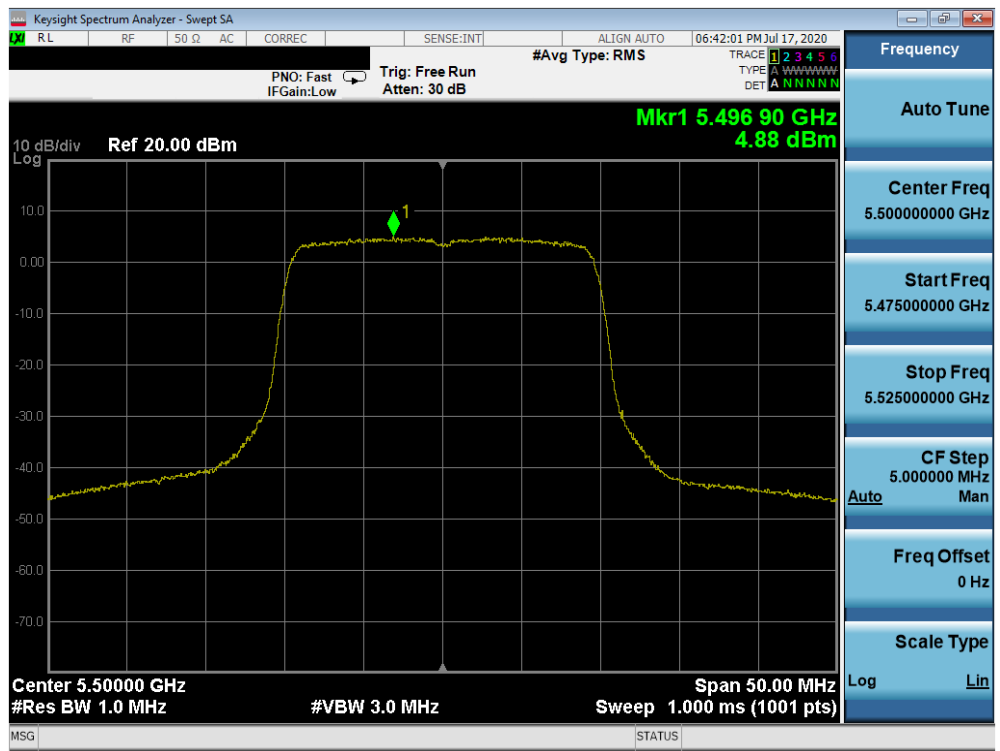 Keysight Spectrum Analyzer - Swept SA
LXI RL RF 50 Ω AC CORREC SENSE:INT ALIGN AUTO 06:42:01 PM Jul 17, 2020
#Avg Type: RMS
TRACE 1 2 3 4 5 6
PNO: Fast Trig: Free Run
TYPE A WWWWW
IFGain:Low Atten: 30 dB
DET A N N N N N
Mkr1 5.496 90 GHz
4.88 dBm
10 dB/div Ref 20.00 dBm
Log
1
10.0
0.00
-10.0
-20.0
-30.0
-40.0
-50.0
-60.0
-70.0
Center 5.50000 GHz Span 50.00 MHz
#Res BW 1.0 MHz #VBW 3.0 MHz Sweep 1.000 ms (1001 pts)
MSG STATUS
Frequency
Auto Tune
Center Freq
5.500000000 GHz
Start Freq
5.475000000 GHz
Stop Freq
5.525000000 GHz
CF Step
5.000000 MHz
Auto Man
Freq Offset
0 Hz
Scale Type
Log Lin